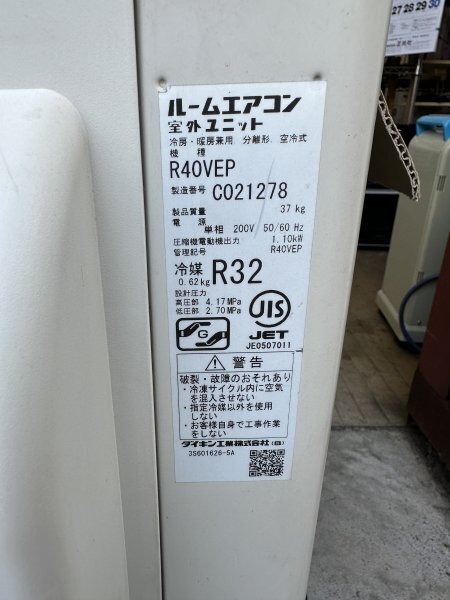 27 28 29 30
ルームエアコン
室外ユニット
冷房・暖房兼用 分離形 空冷式
機種
R40VEP
製造番号 C021278
製品質量 37 kg
電源
単相 200V 50/60 Hz
圧縮機電動機出力 1.10kW
管理記号 R40VEP
冷媒 R32
0.62kg
設計圧力
高圧部 4.17MPa
低圧部 2.70MPa
G
JIS
JET
JE0507011
警告
破裂・故障のおそれあり
・冷凍サイクル内に空気
を混入させない
・指定冷媒以外を使用
しない
・お客様自身で工事作業
をしない
ダイキン工業株式会社(日)
3S601626-5A